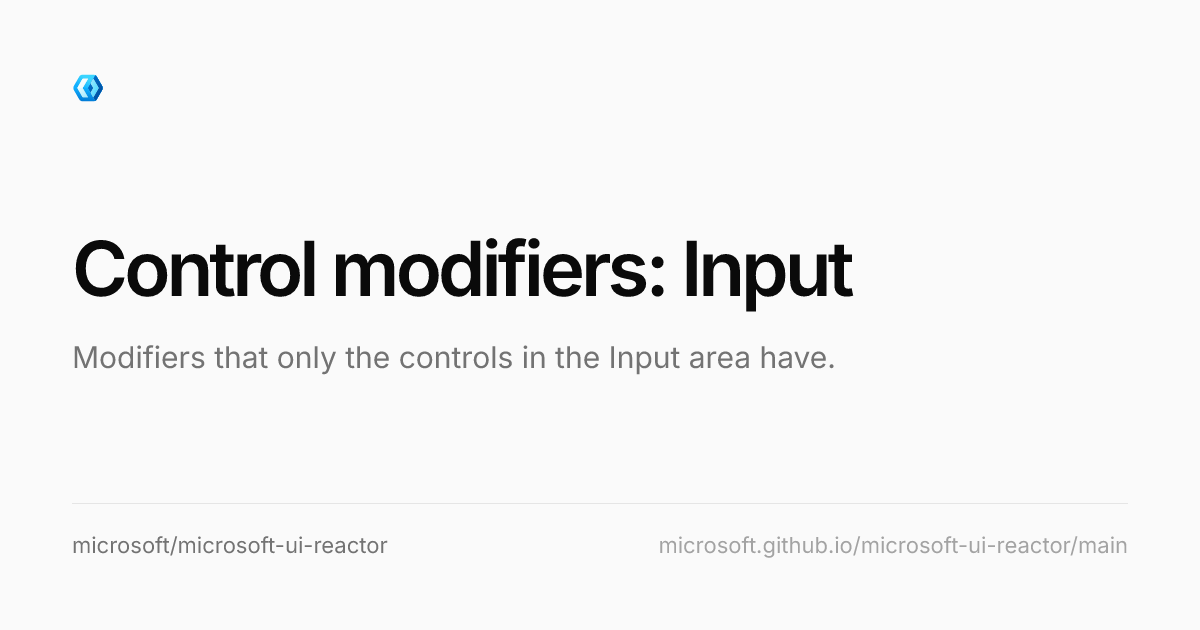 Control modifiers: Input
Modifiers that only the controls in the Input area have.
microsoft/microsoft-ui-reactor
microsoft.github.io/microsoft-ui-reactor/main